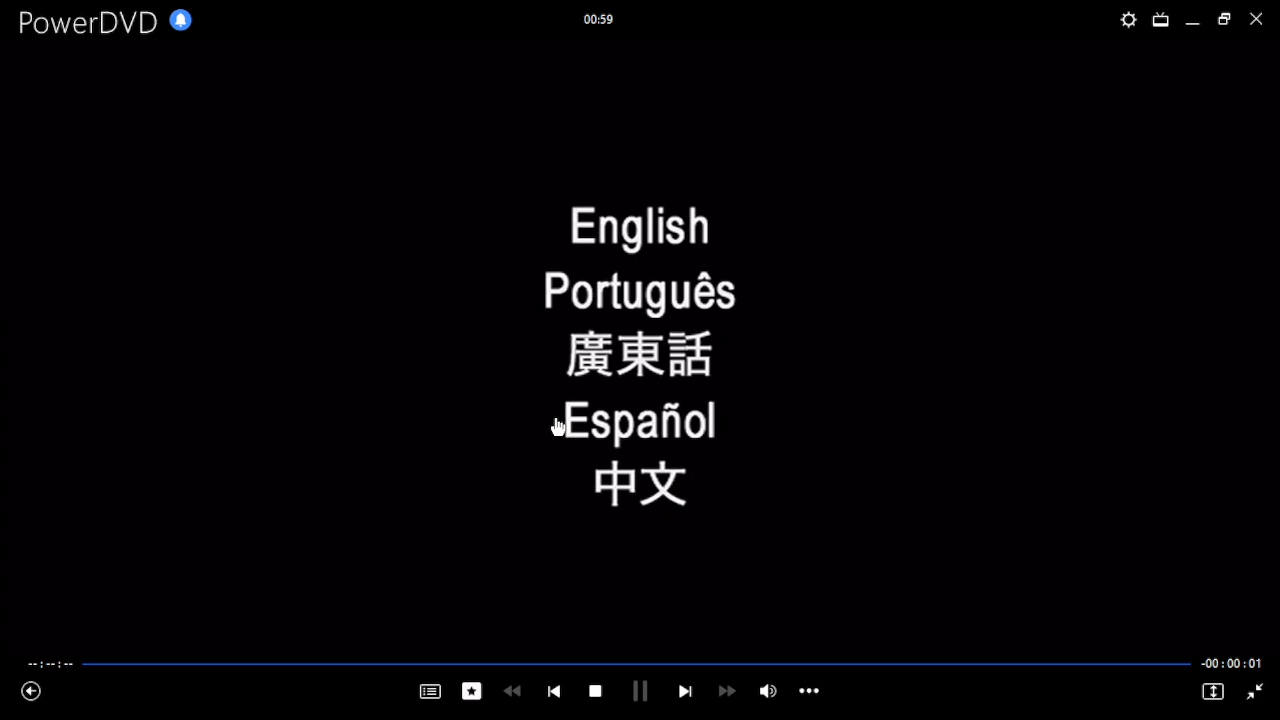 PowerDVD
00:59
English
Português
廣東話
Español
中文
--:--:--
-00:00:01